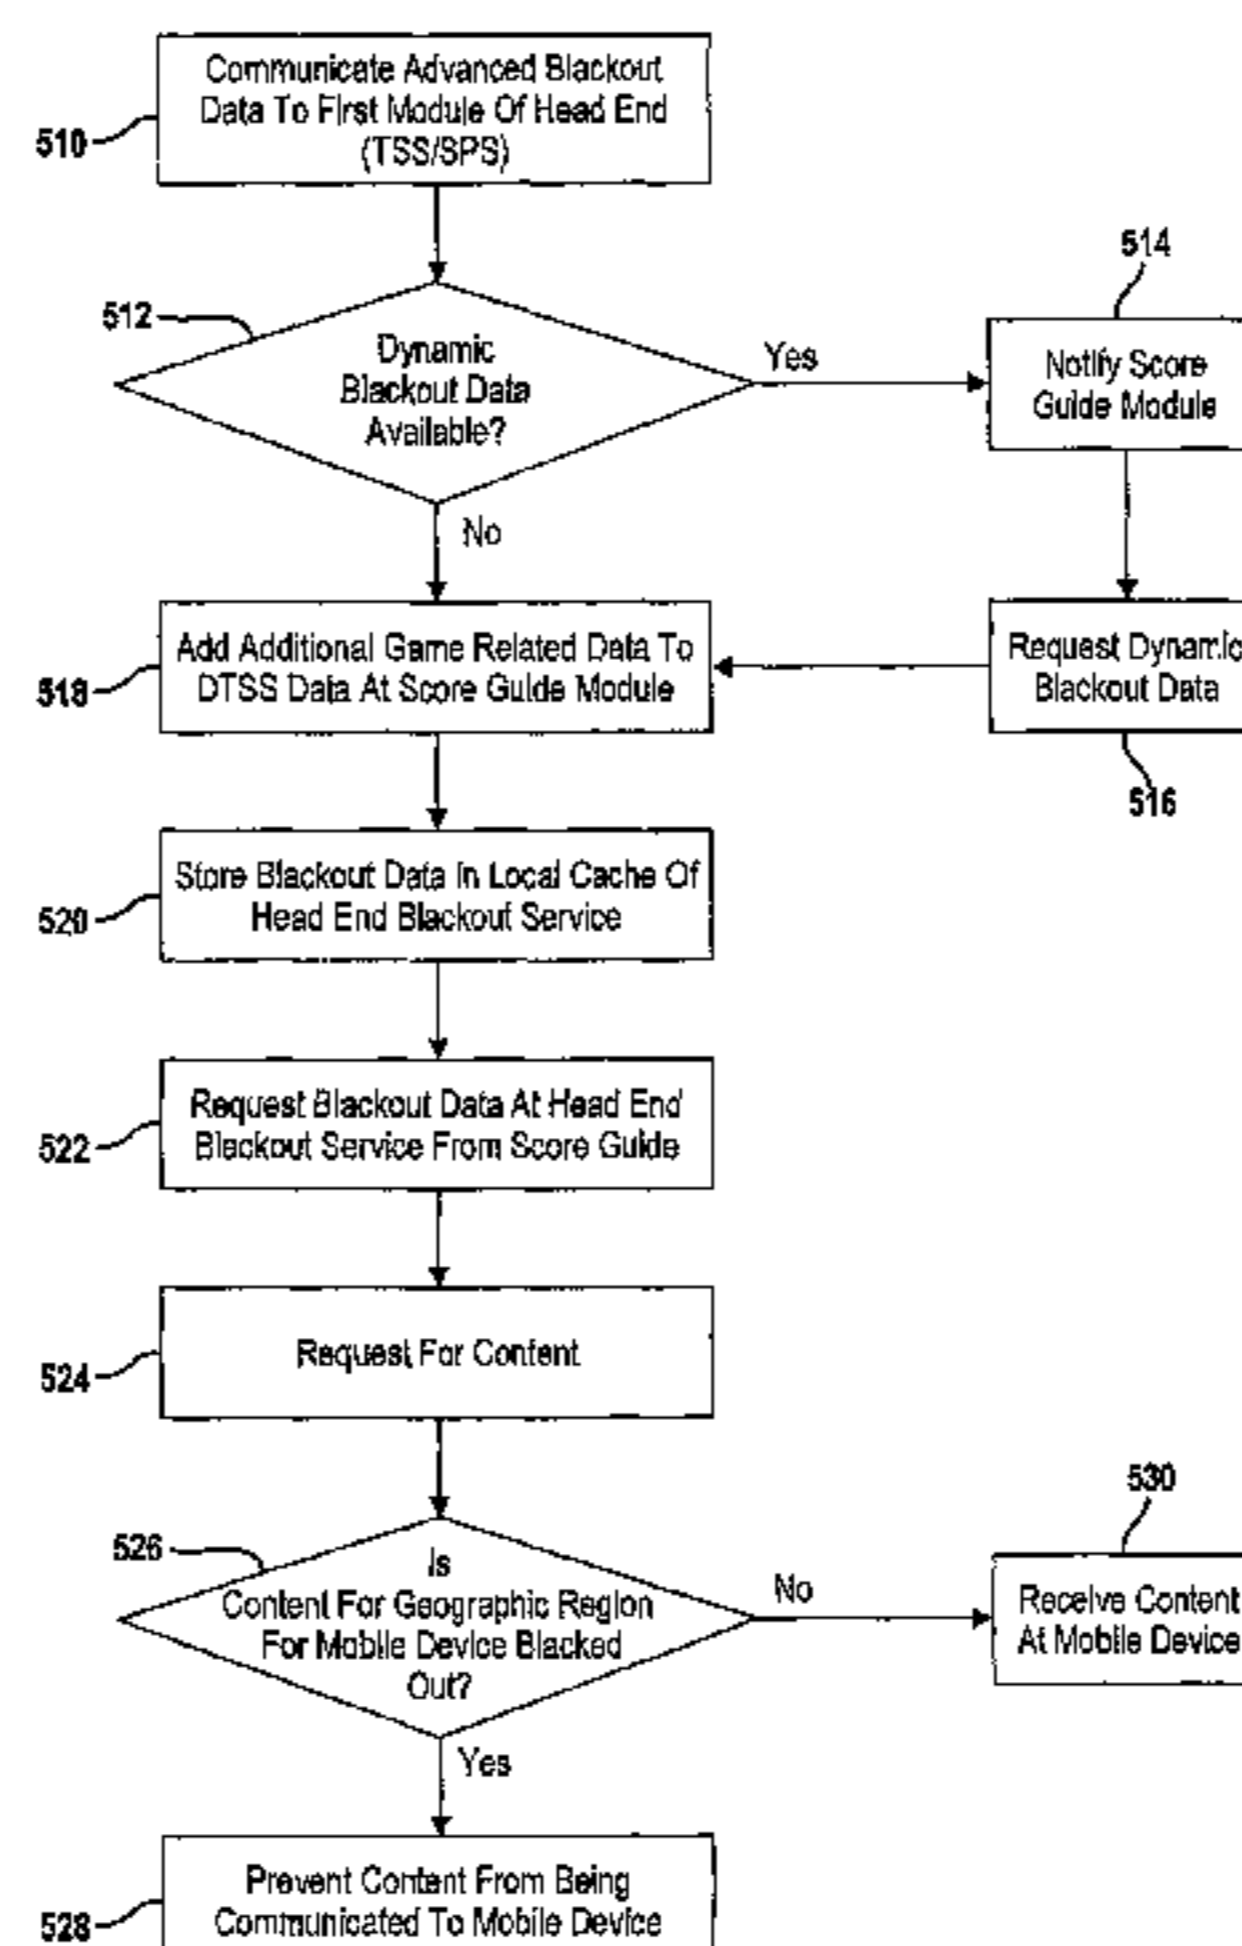 Communicate Advanced Blackout
Data To First Module Of Head End
(TSS/SPS)
510
512
Dynamic
Blackout Data
Available?
Yes
514
Notify Score
Guide Module
No
Add Additional Game Related Data To
DTSS Data At Score Guide Module
518
Request Dynamic
Blackout Data
516
Store Blackout Data In Local Cache Of
Head End Blackout Service
520
Request Blackout Data At Head End
Blackout Service From Score Guide
522
Request For Content
524
526
Is
Content For Geographic Region
For Mobile Device Blacked
Out?
No
530
Receive Content
At Mobile Device
Yes
Prevent Content From Being
Communicated To Mobile Device
528